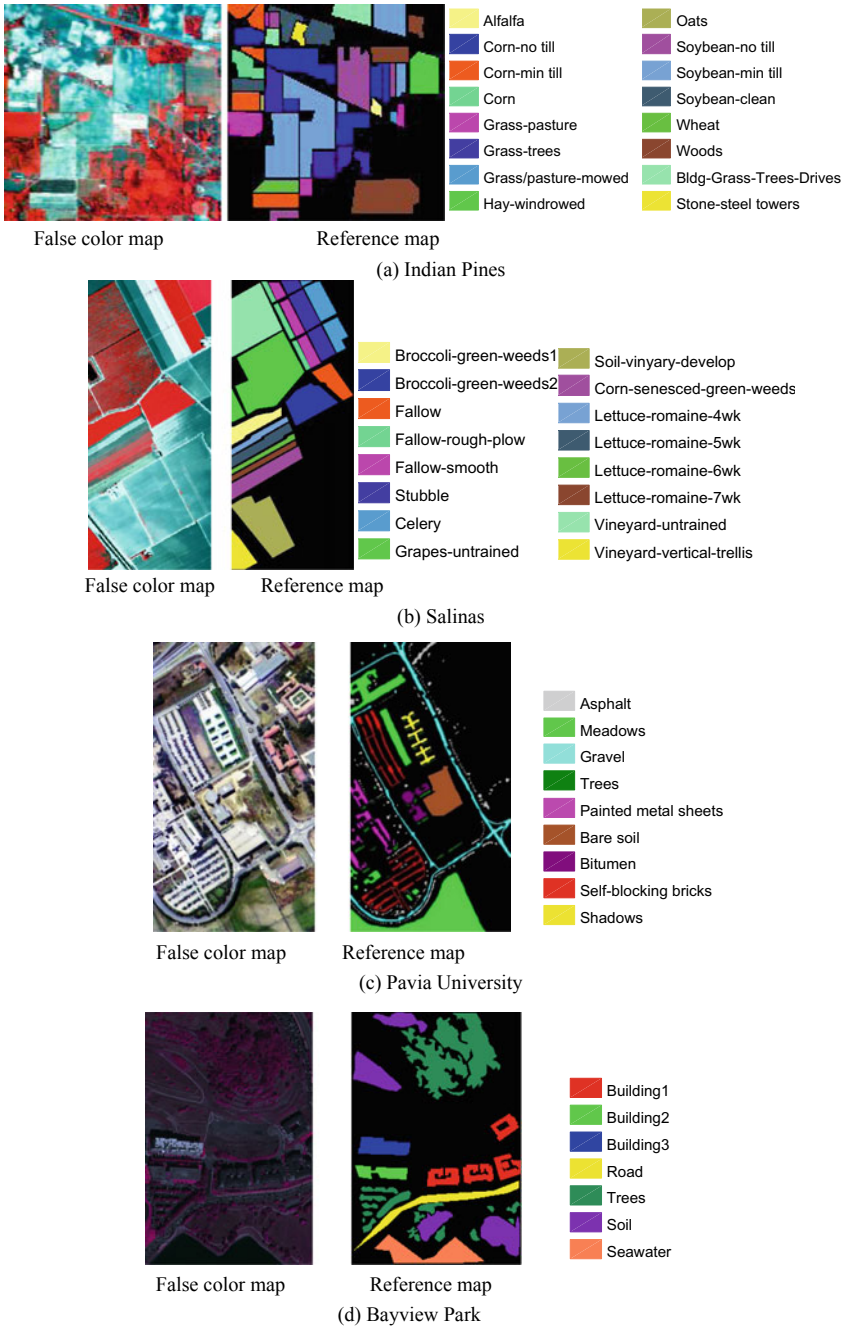 Alfalfa
Corn-no till
Corn-min till
Corn
Grass-pasture
Grass-trees
Grass/pasture-mowed
Hay-windrowed
Oats
Soybean-no till
Soybean-min till
Soybean-clean
Wheat
Woods
Bldg-Grass-Trees-Drives
Stone-steel towers
False color map
Reference map
(a) Indian Pines
Broccoli-green-weeds1
Broccoli-green-weeds2
Fallow
Fallow-rough-plow
Fallow-smooth
Stubble
Celery
Grapes-untrained
Soil-vinyary-develop
Corn-senesced-green-weeds
Lettuce-romaine-4wk
Lettuce-romaine-5wk
Lettuce-romaine-6wk
Lettuce-romaine-7wk
Vineyard-untrained
Vineyard-vertical-trellis
False color map
Reference map
(b) Salinas
Asphalt
Meadows
Gravel
Trees
Painted metal sheets
Bare soil
Bitumen
Self-blocking bricks
Shadows
False color map
Reference map
(c) Pavia University
Building1
Building2
Building3
Road
Trees
Soil
Seawater
False color map
Reference map
(d) Bayview Park